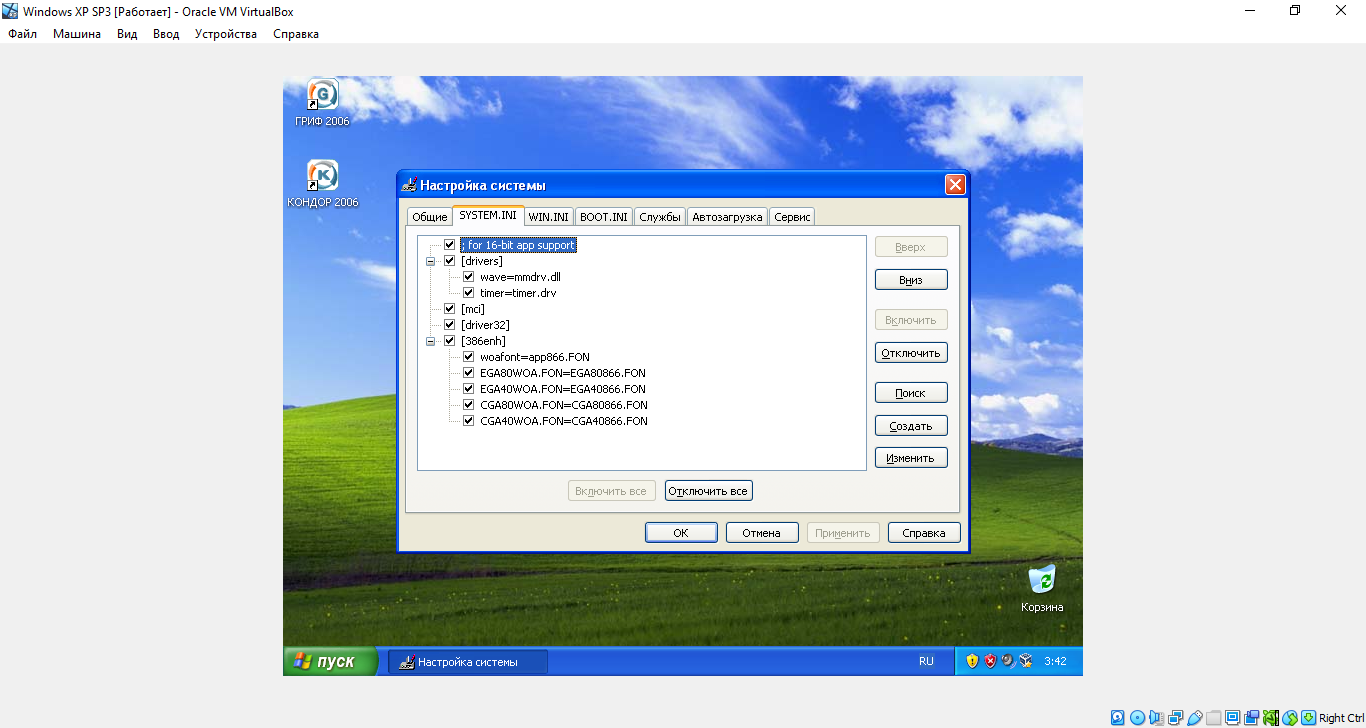 Windows XP SP3 [Работает] - Oracle VM VirtualBox
Файл Машина Вид Ввод Устройства Справка
ГРИФ 2006
КОНДОР 2006
Настройка системы
Общие SYSTEM.INI WIN.INI BOOT.INI Службы Автозагрузка Сервис
; for 16-bit app support
[drivers]
wave=mmdrv.dll
timer=timer.drv
[mci]
[driver32]
[386enh]
woafont=app866.FON
EGA80WOA.FON=EGA80866.FON
EGA40WOA.FON=EGA40866.FON
CGA80WOA.FON=CGA80866.FON
CGA40WOA.FON=CGA40866.FON
Вверх
Вниз
Включить
Отключить
Поиск
Создать
Изменить
Включить все Отключить все
ОК Отмена Применить Справка
Корзина
пуск Настройка системы RU 3:42
Right Ctrl